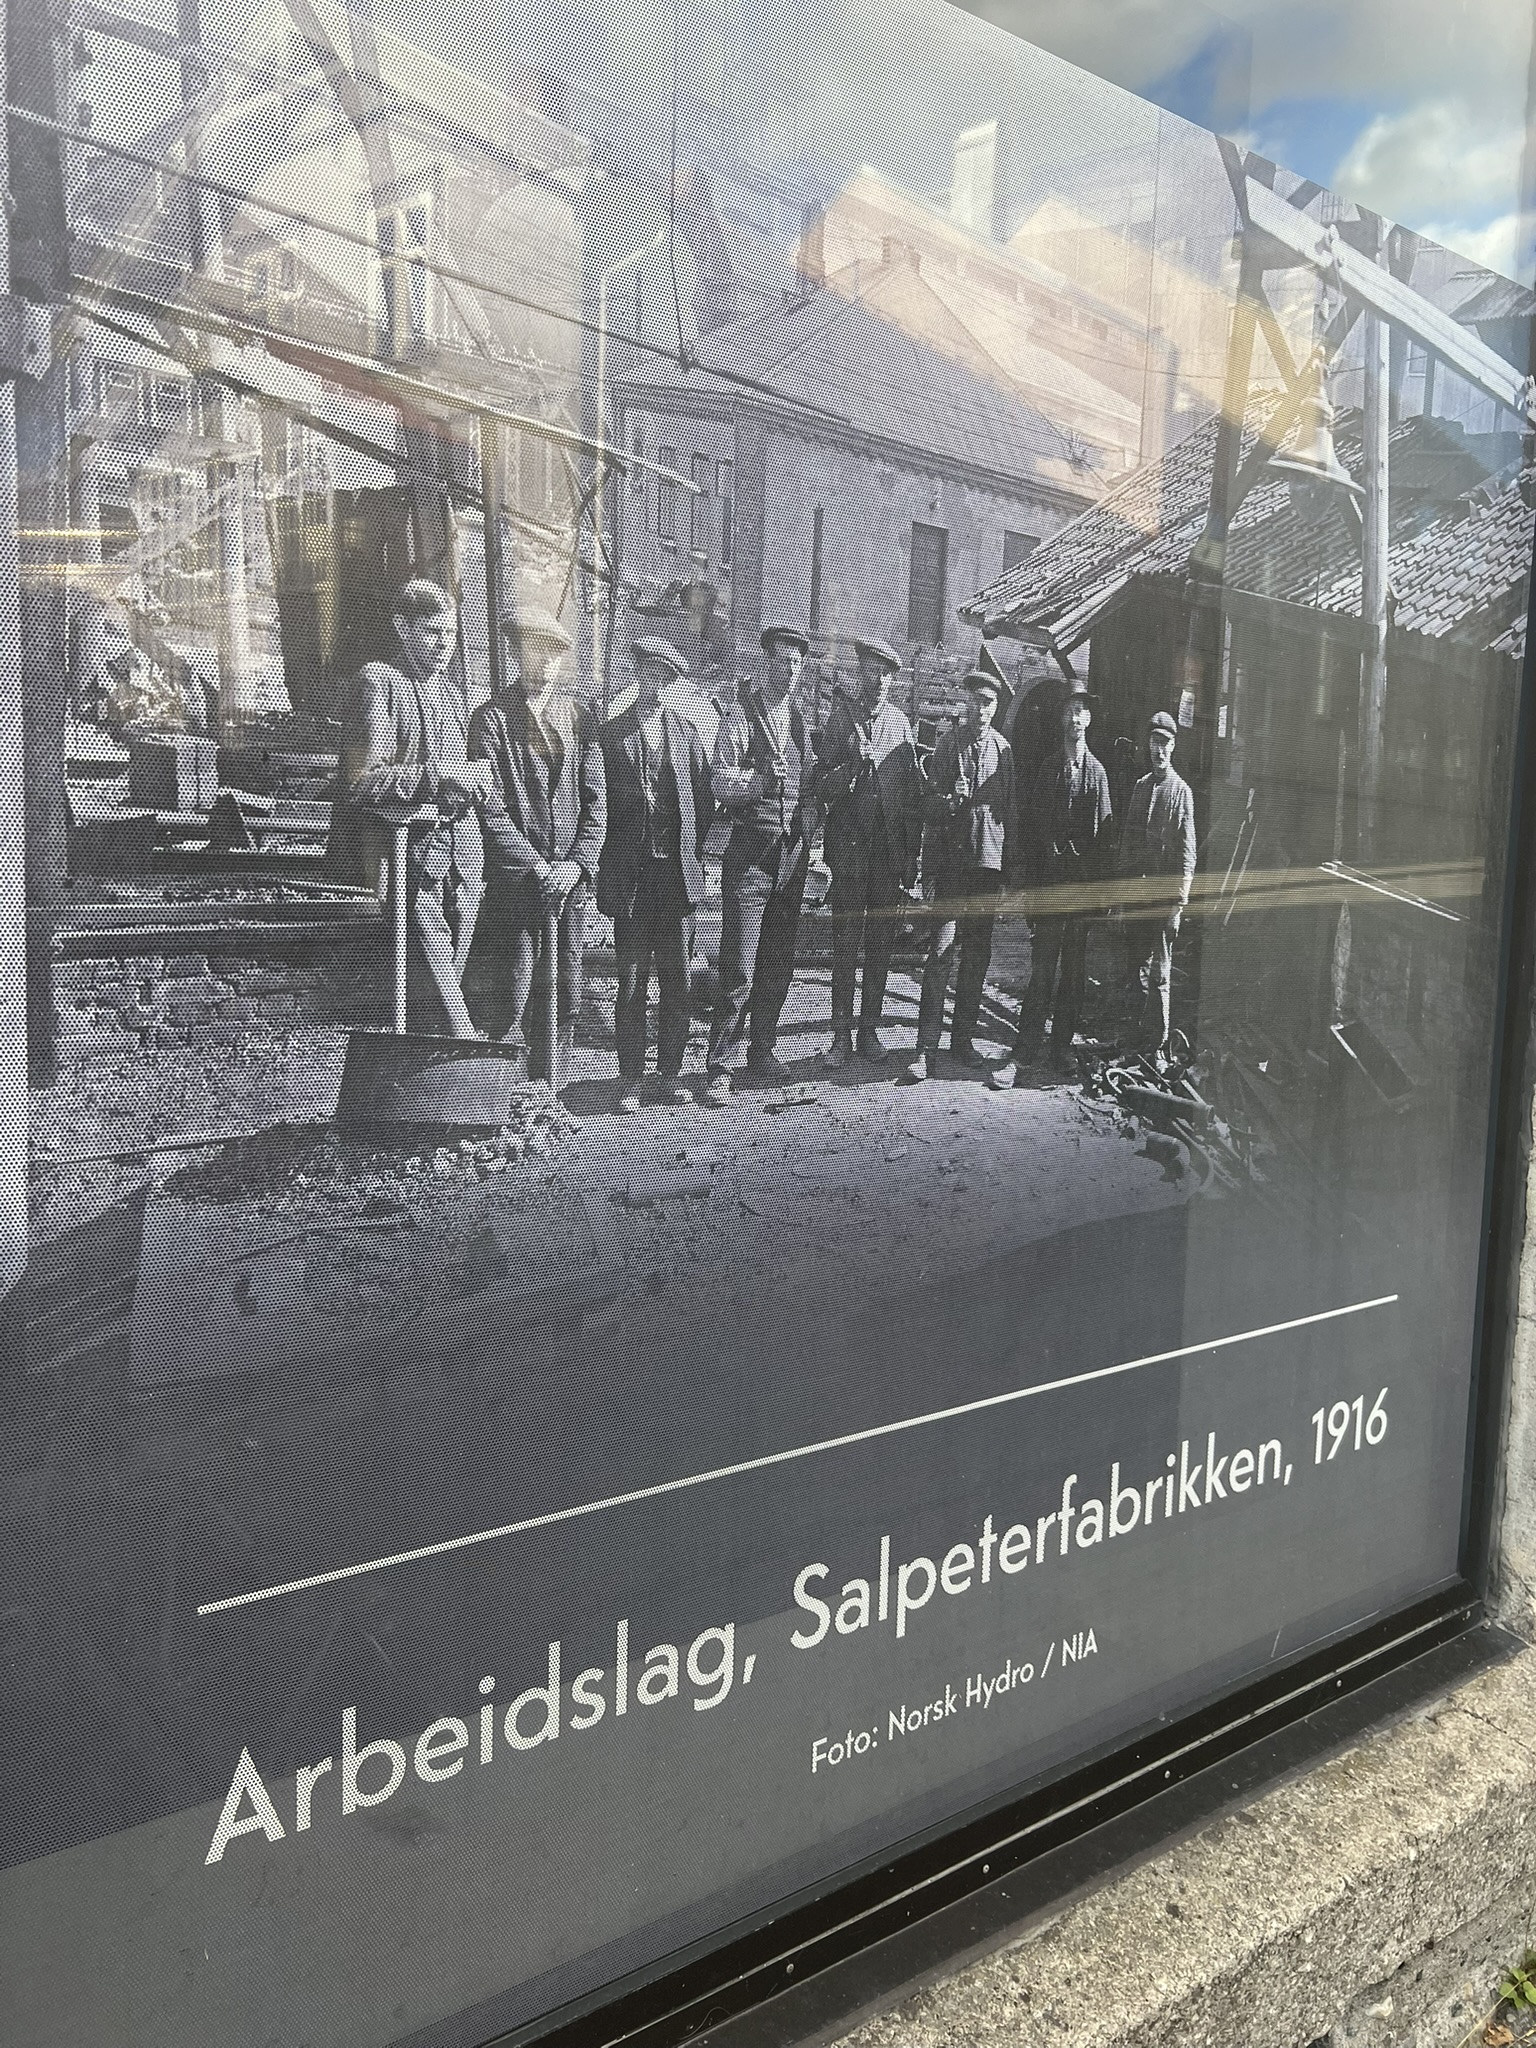 Arbeidslag, Salpeterfabrikken, 1916
Foto: Norsk Hydro / NIA